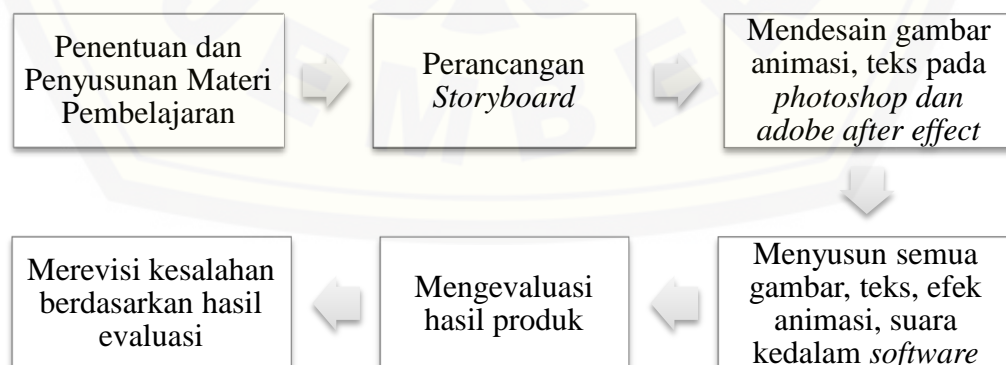 Penentuan dan
Penyusunan Materi
Pembelajaran
Perancangan
Storyboard
Mendesain gambar
animasi, teks pada
photoshop dan
adobe after effect
Menyusun semua
gambar, teks, efek
animasi, suara
kedalam software
Mengevaluasi
hasil produk
Merevisi kesalahan
berdasarkan hasil
evaluasi